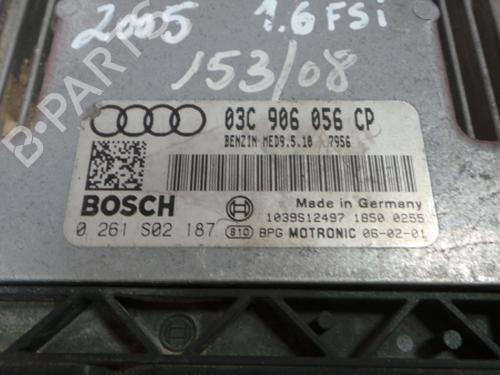 2005 1.6 FSi
153/08
03C 906 056 CP
BENZIN MED9.5.10 7956
BOSCH
Made in Germany
1039S12497 1850 0255
0 261 S02 187 810 BPG MOTRONIC 06-02-01